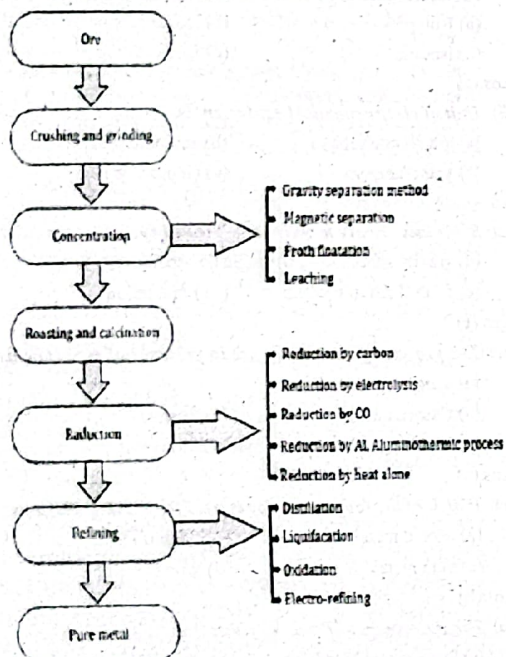 Ore
Crushing and grinding
Concentration
Gravity separation method
Magnetic separation
Froth floatation
Leaching
Roasting and calcination
Reduction
Reduction by carbon
Reduction by electrolysis
Reduction by CO
Reduction by Al, Aluminothermic process
Reduction by heat alone
Refining
Distillation
Liquifacation
Oxidation
Electro-refining
Pure metal